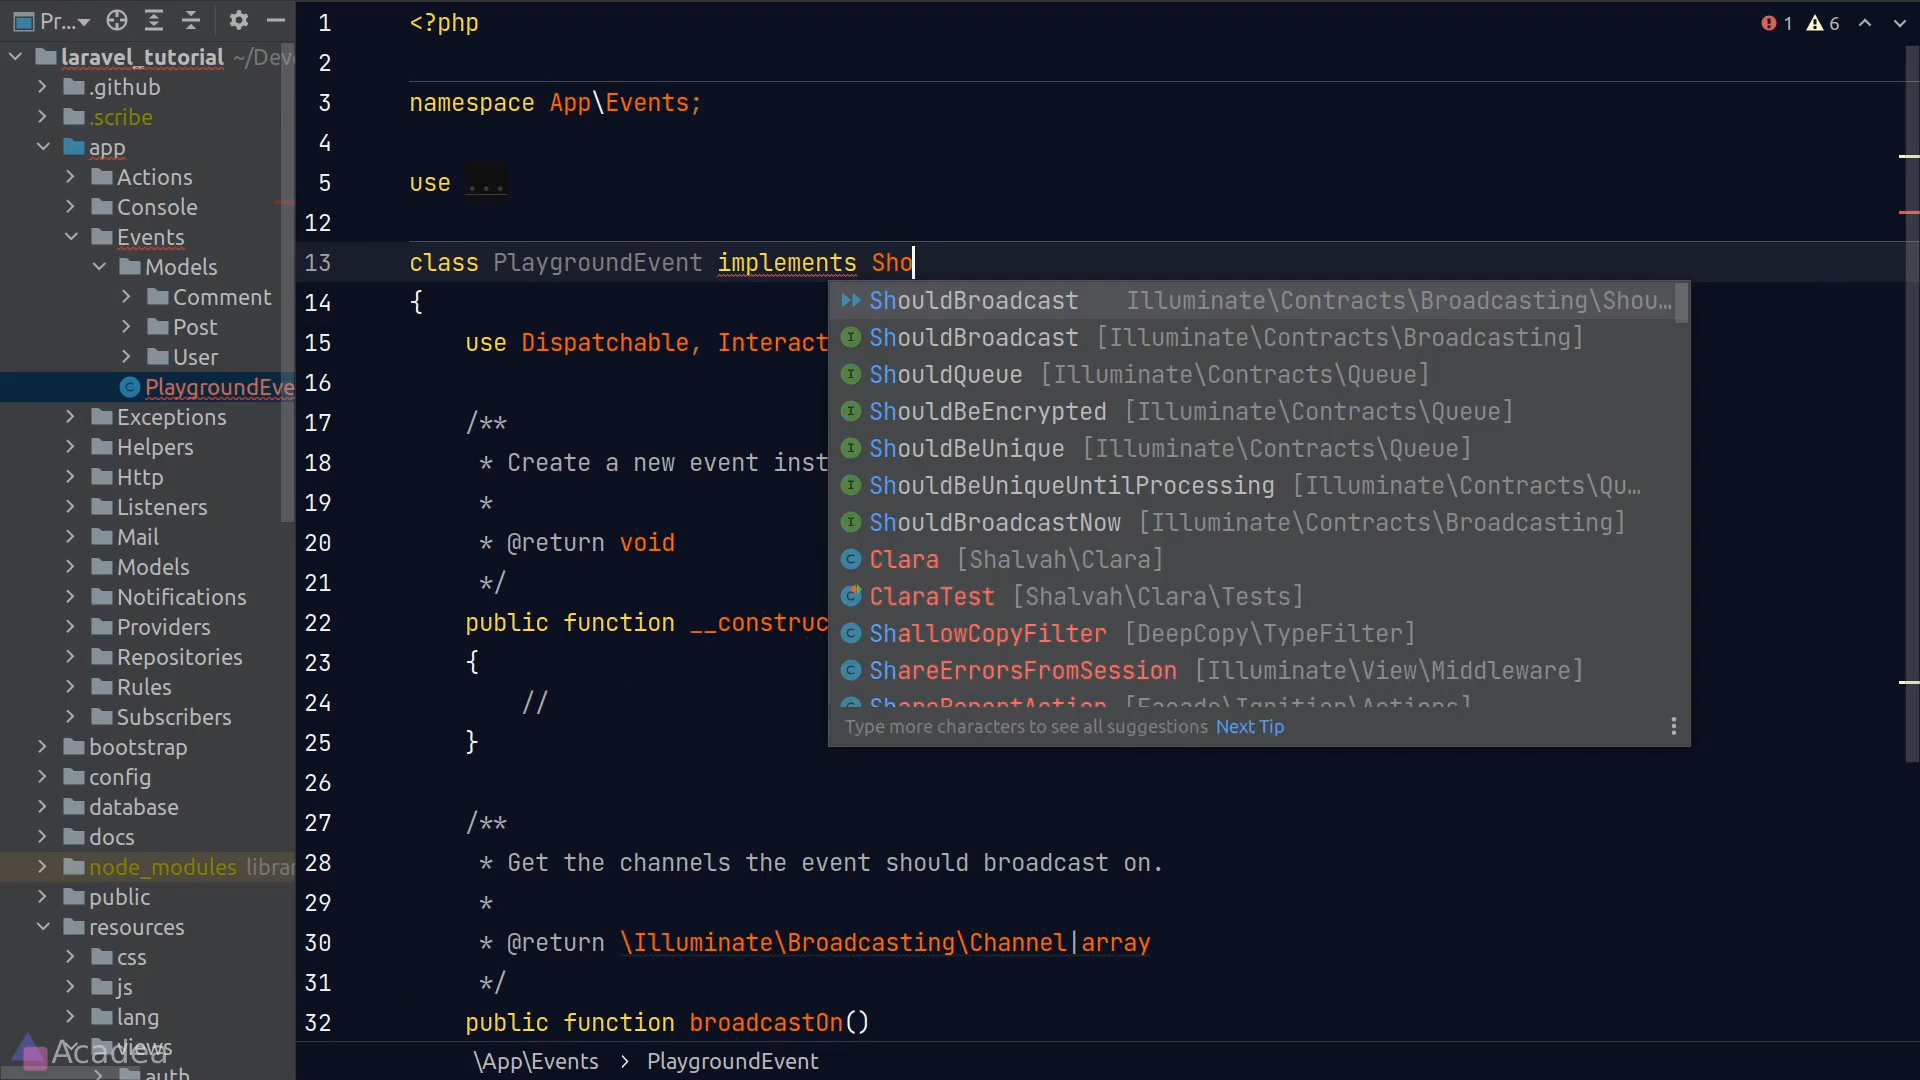 Pr...
laravel_tutorial ~/Dev
.github
.scribe
app
Actions
Console
Events
Models
Comment
Post
User
PlaygroundEve
Exceptions
Helpers
Http
Listeners
Mail
Models
Notifications
Providers
Repositories
Rules
Subscribers
bootstrap
config
database
docs
node_modules librar
public
resources
css
js
lang
views
auth
Acadea
1 6
1 <?php
2
3 namespace App\Events;
4
5 use ...
12
13 class PlaygroundEvent implements Sho
14 {
15 use Dispatchable, Interact
16
17 /**
18 * Create a new event inst
19 *
20 * @return void
21 */
22 public function __construc
23 {
24 //
25 }
26
27 /**
28 * Get the channels the event should broadcast on.
29 *
30 * @return \Illuminate\Broadcasting\Channel|array
31 */
32 public function broadcastOn()
ShouldBroadcast Illuminate\Contracts\Broadcasting\Shou...
ShouldBroadcast [Illuminate\Contracts\Broadcasting]
ShouldQueue [Illuminate\Contracts\Queue]
ShouldBeEncrypted [Illuminate\Contracts\Queue]
ShouldBeUnique [Illuminate\Contracts\Queue]
ShouldBeUniqueUntilProcessing [Illuminate\Contracts\Qu...
ShouldBroadcastNow [Illuminate\Contracts\Broadcasting]
Clara [Shalvah\Clara]
ClaraTest [Shalvah\Clara\Tests]
ShallowCopyFilter [DeepCopy\TypeFilter]
ShareErrorsFromSession [Illuminate\View\Middleware]
ShareReportAction [Facade\Ignition\Actions]
Type more characters to see all suggestions Next Tip
\App\Events > PlaygroundEvent